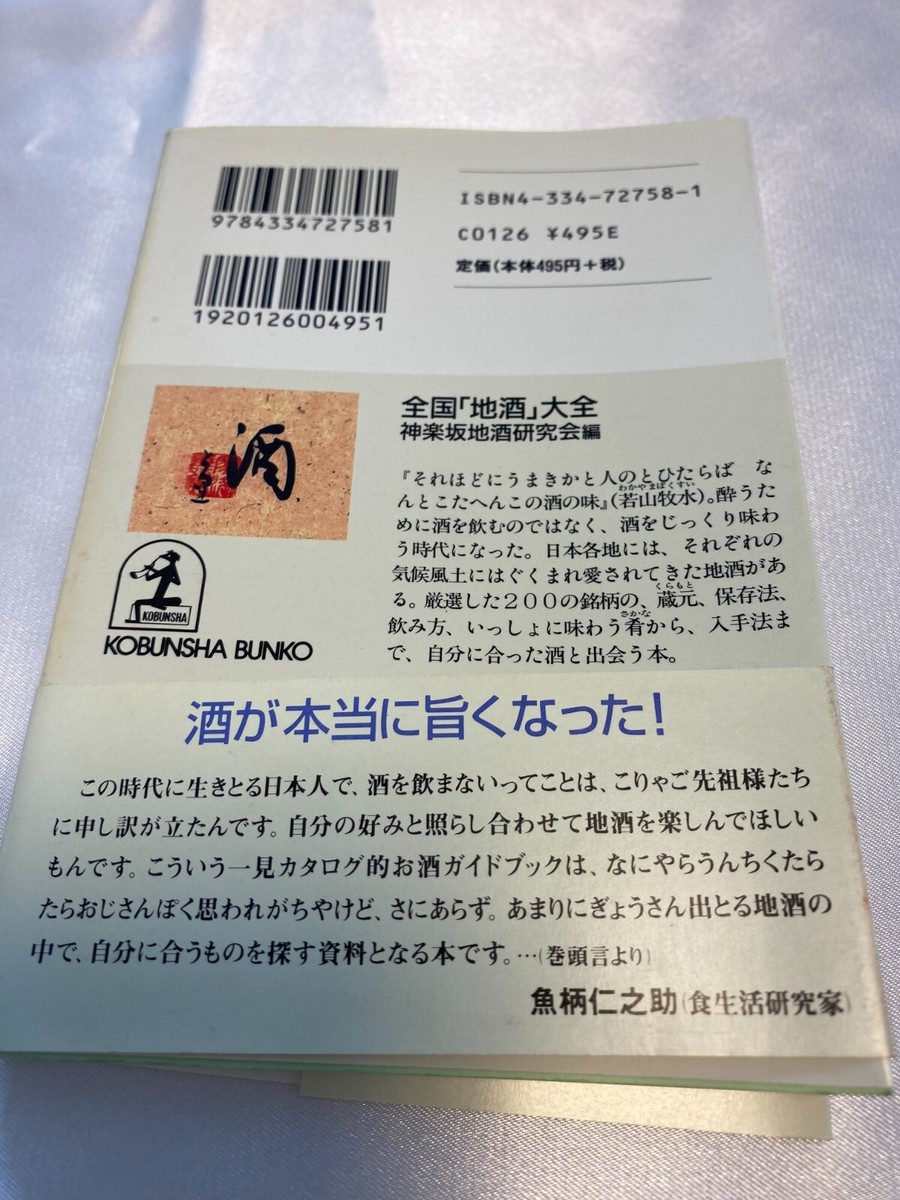 9784334727581
1920126004951
ISBN4-334-72758-1
C0126 ¥495E
定価(本体495円+税)
酒
KOBUNSHA
KOBUNSHA BUNKO
全国「地酒」大全
神楽坂地酒研究会編
『それほどにうまきかと人のとひたらば な
んとこたへんこの酒の味』(若山牧水)。酔うた
わかやまぼくすい
めに酒を飲むのではなく、酒をじっくり味わ
う時代になった。日本各地には、それぞれの
気候風土にはぐくまれ愛されてきた地酒があ
る。厳選した200の銘柄の、蔵元、保存法、
くらもと
飲み方、いっしょに味わう肴から、入手法ま
さかな
で、自分に合った酒と出会う本。
酒が本当に旨くなった!
この時代に生きとる日本人で、酒を飲まないってことは、こりゃご先祖様たち
に申し訳が立たんです。自分の好みと照らし合わせて地酒を楽しんでほしい
もんです。こういう一見カタログ的お酒ガイドブックは、なにやらうんちくたら
たらおじさんぽく思われがちやけど、さにあらず。あまりにぎょうさん出とる地酒の
中で、自分に合うものを探す資料となる本です。…(巻頭言より)
魚柄仁之助(食生活研究家)